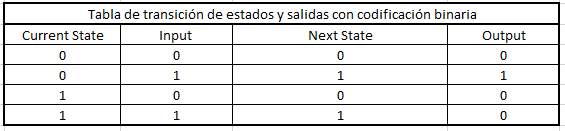 Tabla de transición de estados y salidas con codificación binaria
Current State Input Next State Output
0 0 0 0
0 1 1 1
1 0 0 0
1 1 1 0